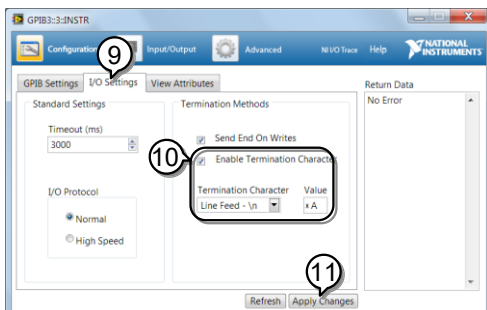 GPIB3::3::INSTR
Configuration
9
Input/Output
Advanced
NI I/O Trace
Help
NATIONAL
INSTRUMENTS
GPIB Settings
I/O Settings
View Attributes
Return Data
No Error
Standard Settings
Timeout (ms)
3000
I/O Protocol
Normal
High Speed
Termination Methods
Send End On Writes
10
Enable Termination Character
Termination Character
Value
Line Feed - \n
x A
11
Refresh
Apply Changes